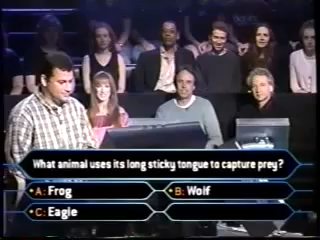 What animal uses its long sticky tongue to capture prey?
A: Frog
B: Wolf
C: Eagle